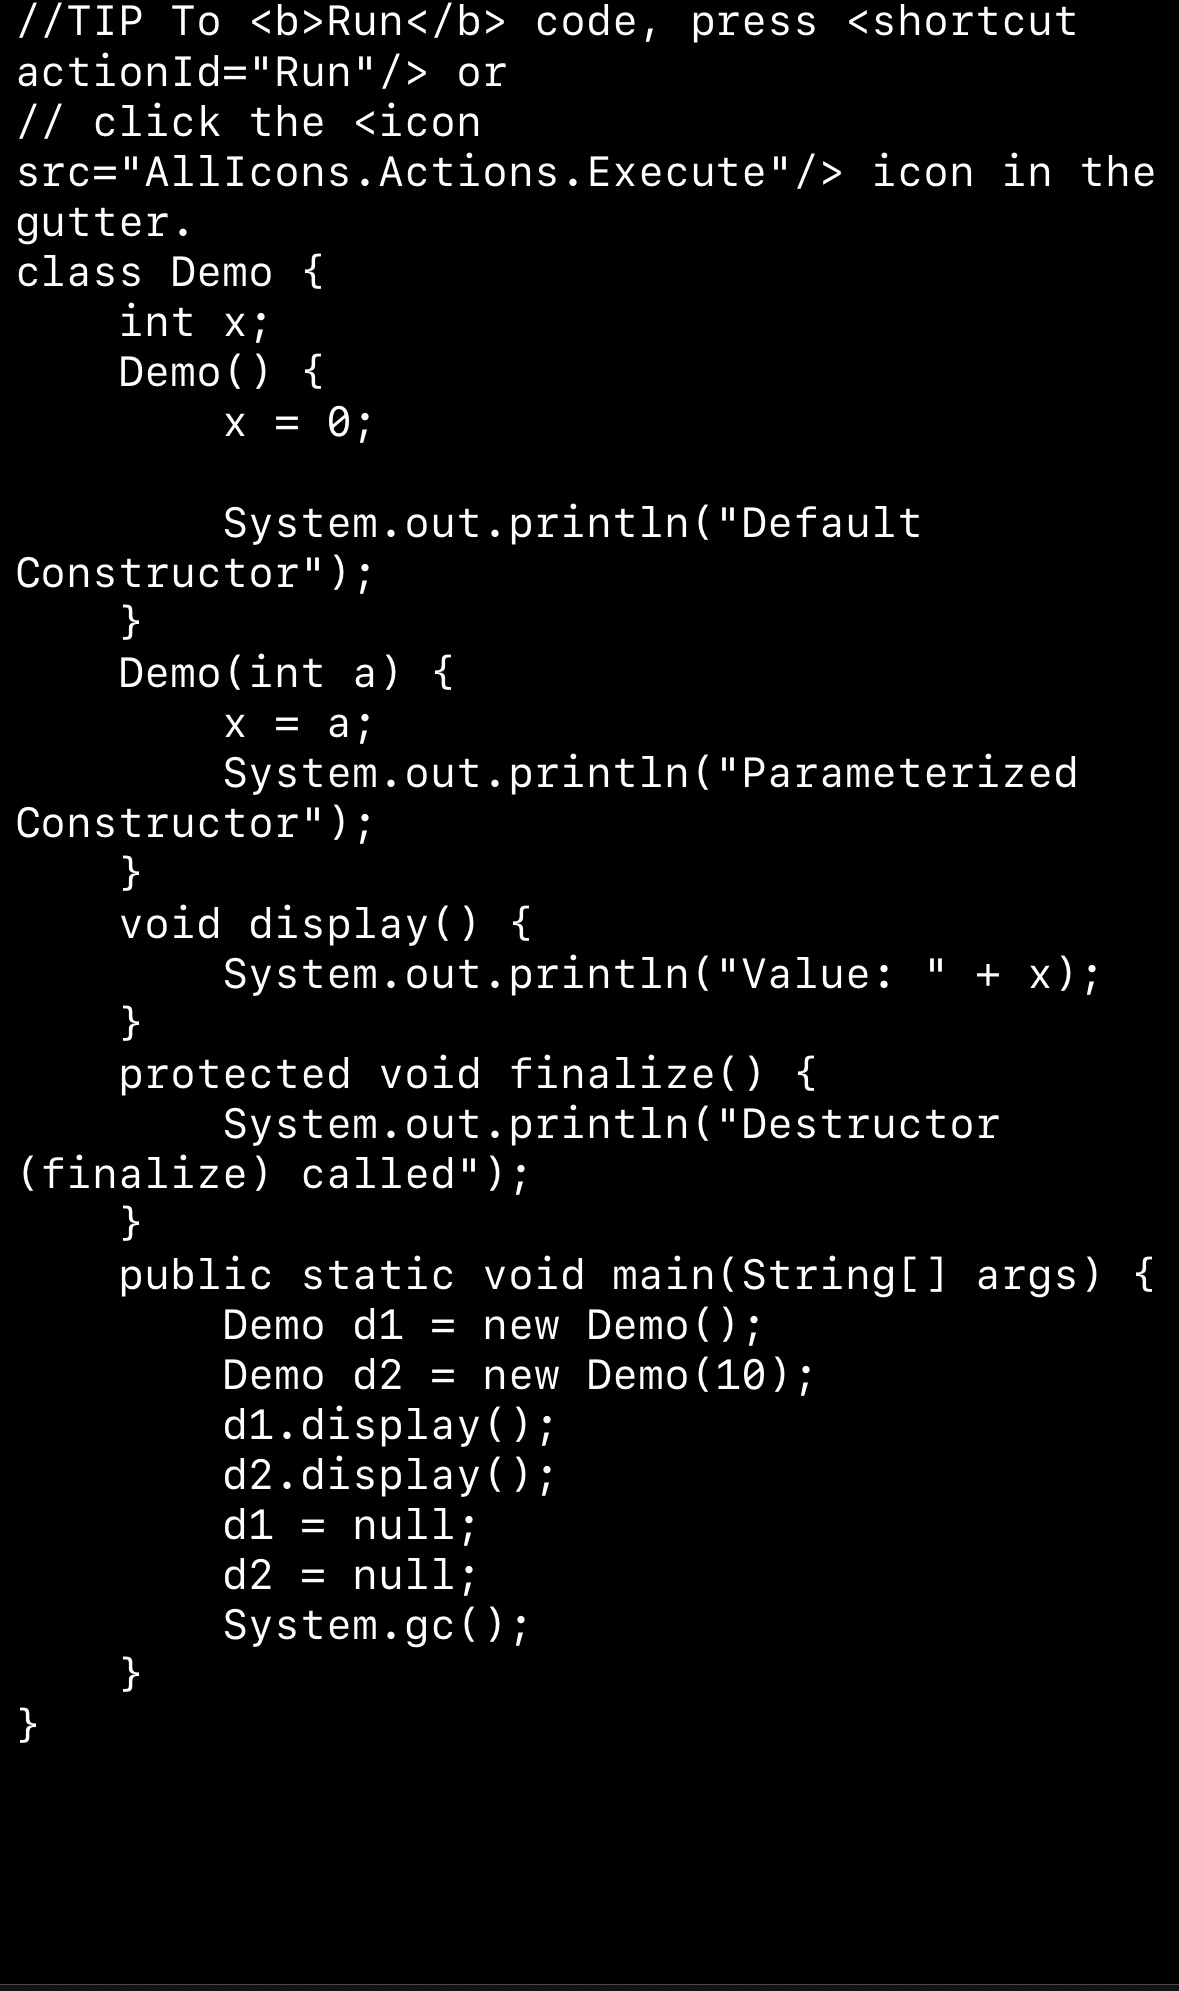 //TIP To <b>Run</b> code, press <shortcut
actionId="Run"/> or
// click the <icon
src="AllIcons.Actions.Execute"/> icon in the
gutter.
class Demo {
    int x;
    Demo() {
        x = 0;

        System.out.println("Default
Constructor");
    }
    Demo(int a) {
        x = a;
        System.out.println("Parameterized
Constructor");
    }
    void display() {
        System.out.println("Value: " + x);
    }
    protected void finalize() {
        System.out.println("Destructor
(finalize) called");
    }
    public static void main(String[] args) {
        Demo d1 = new Demo();
        Demo d2 = new Demo(10);
        d1.display();
        d2.display();
        d1 = null;
        d2 = null;
        System.gc();
    }
}